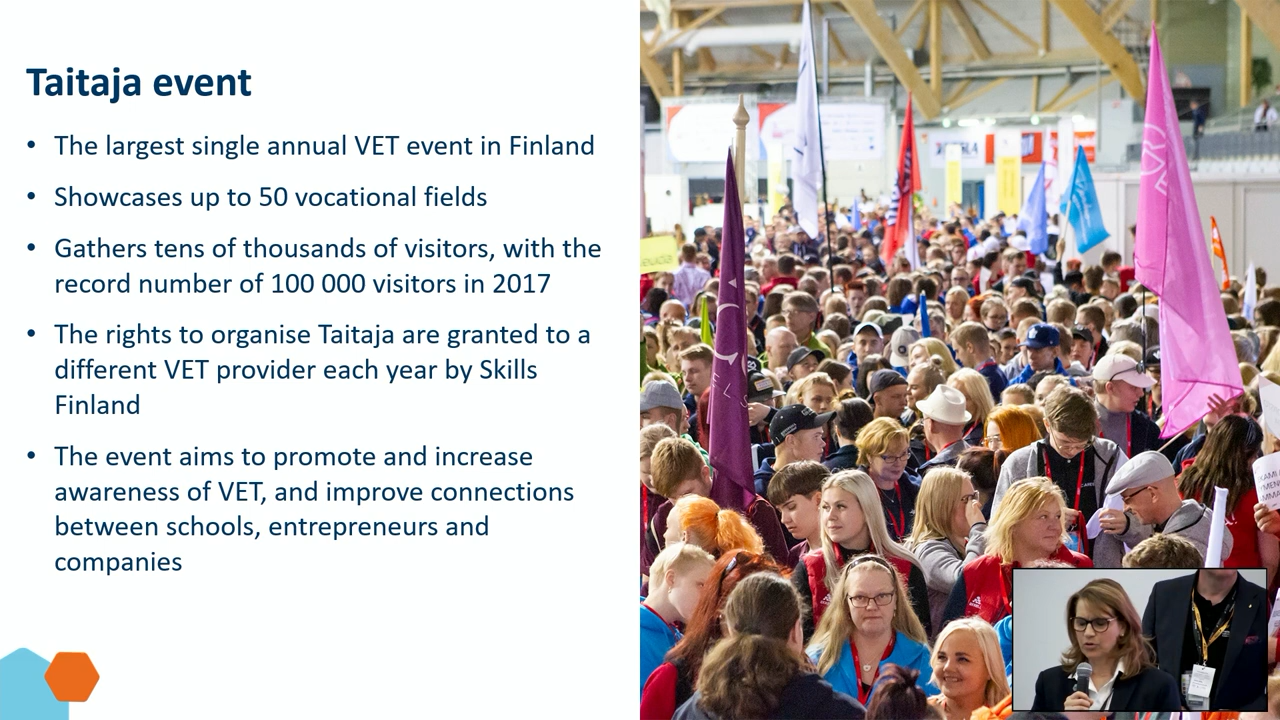 Taitaja event
• The largest single annual VET event in Finland
• Showcases up to 50 vocational fields
• Gathers tens of thousands of visitors, with the
record number of 100 000 visitors in 2017
• The rights to organise Taitaja are granted to a
different VET provider each year by Skills
Finland
• The event aims to promote and increase
awareness of VET, and improve connections
between schools, entrepreneurs and
companies